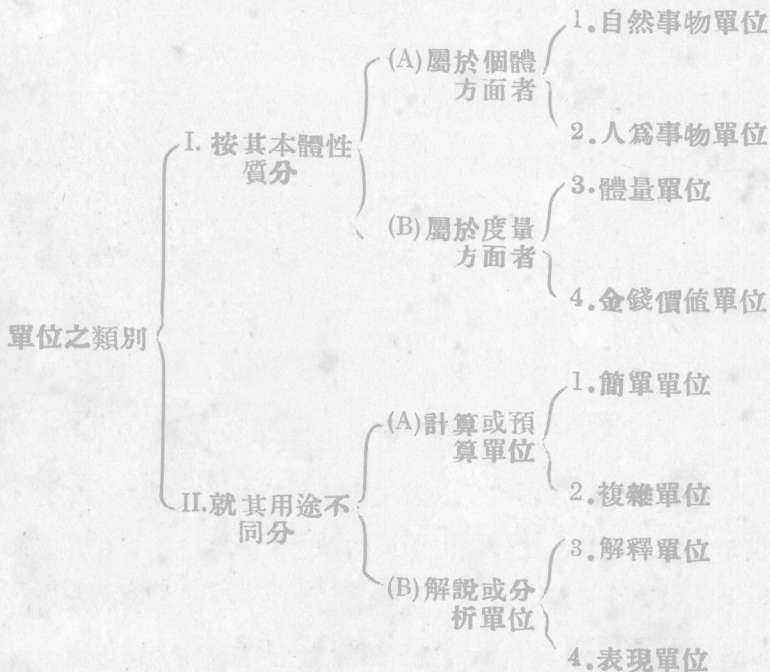 單位之類別
I. 按其本體性
質分
(A)屬於個體
方面者
1.自然事物單位
2.人爲事物單位
(B)屬於度量
方面者
3.體量單位
4.金錢價值單位
II.就其用途不
同分
(A)計算或預
算單位
1.簡單單位
2.複雜單位
(B)解說或分
析單位
3.解釋單位
4.表現單位